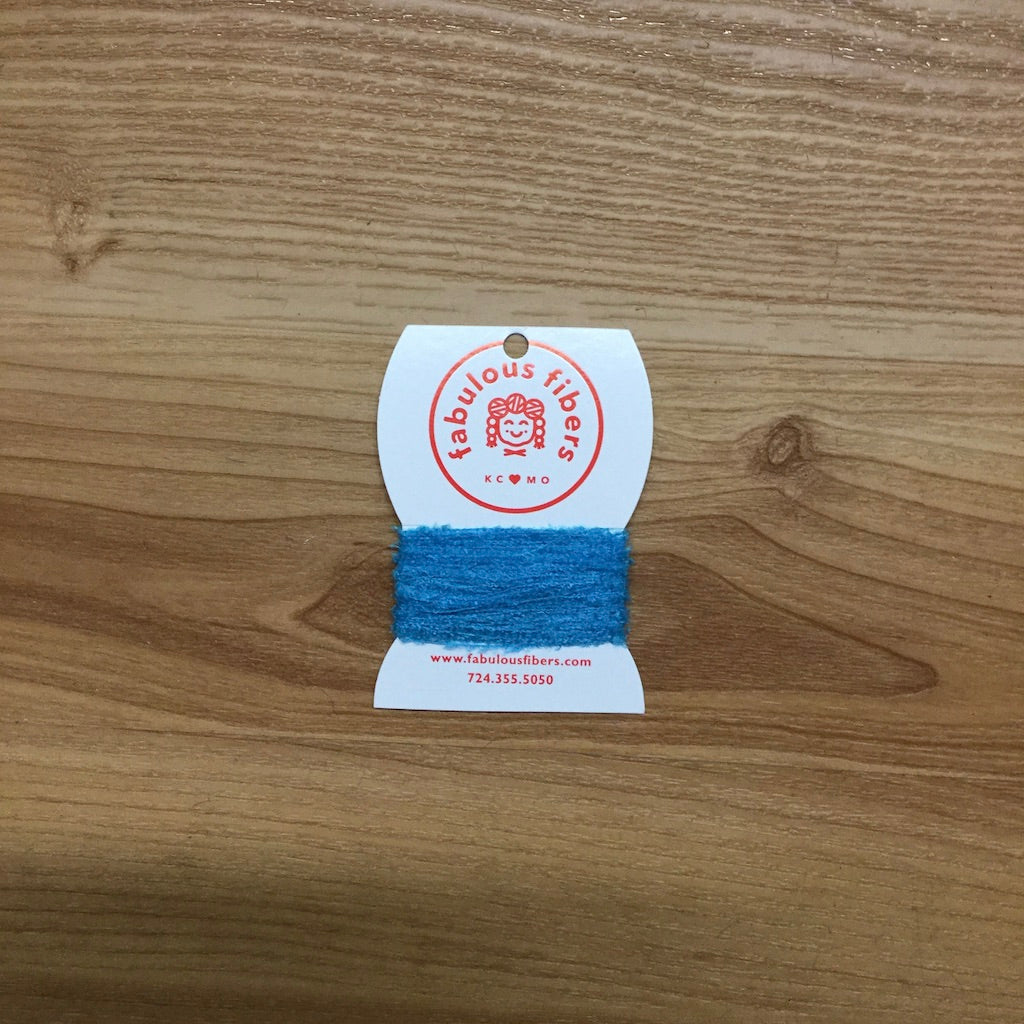 fabulous fibers
KC♥MO
www.fabulousfibers.com
724.355.5050